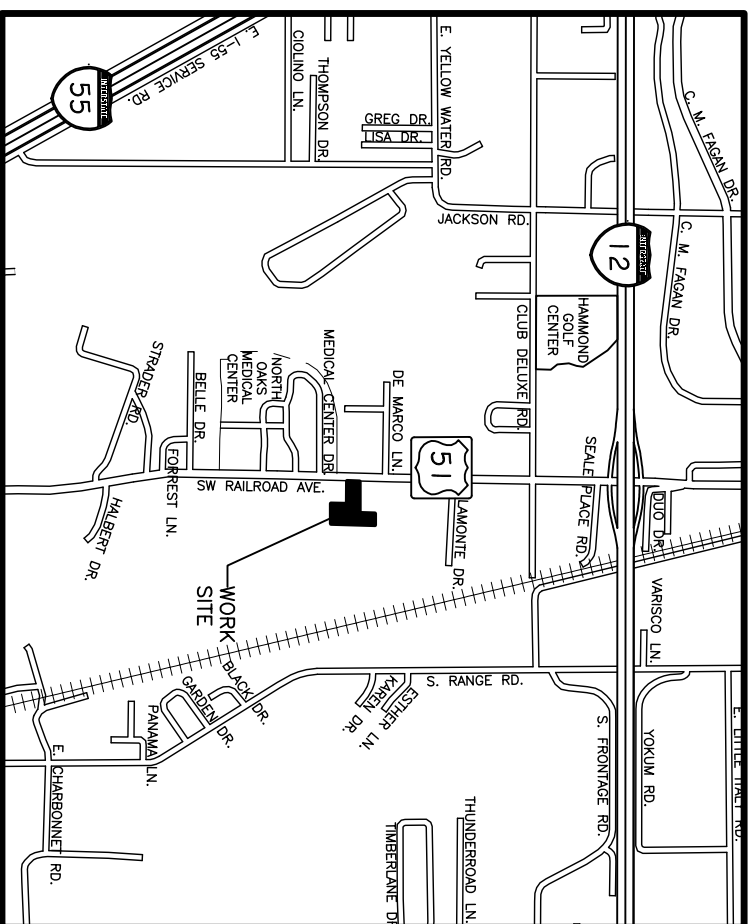 E. I-55 SERVICE RD.
INTERSTATE
55
CIOLINO LN.
THOMPSON DR.
GREG DR.
LISA DR.
E. YELLOW WATER RD.
JACKSON RD.
C. M. FAGAN DR.
C. M. FAGAN DR.
INTERSTATE
12
HAMMOND
GOLF
CENTER
CLUB DELUXE RD.
STRADER RD.
BELLE DR.
NORTH
OAKS
MEDICAL
CENTER
MEDICAL CENTER DR.
DE MARCO LN.
51
SEALE PLACE RD.
DUO DR.
SW RAILROAD AVE.
FORREST LN.
HALBERT DR.
LAMONTE DR.
WORK
SITE
VARISCO LN.
BLACK DR.
GARDEN DR.
PANAMA LN.
E. CHARBONNET RD.
KAREN DR.
ESTHER LN.
S. RANGE RD.
S. FRONTAGE RD.
YOKUM RD.
E. LITTLE ITALY RD.
THUNDERROAD LN.
TIMBERLANE DR